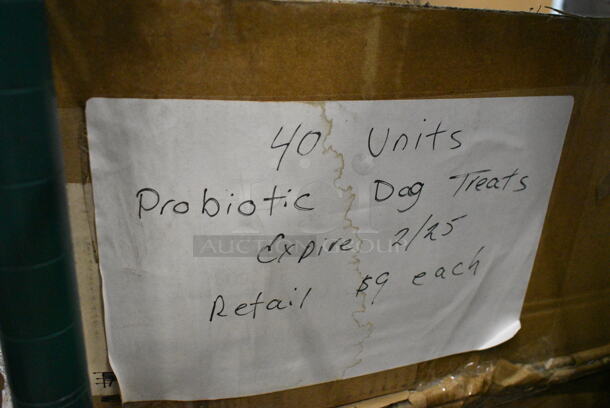 40 Units
Probiotic Dog Treats
Expire 2/25
Retail $9 each